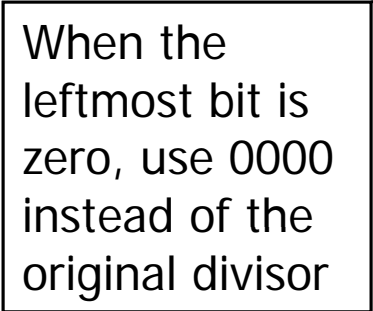 When the
leftmost bit is
zero, use 0000
instead of the
original divisor